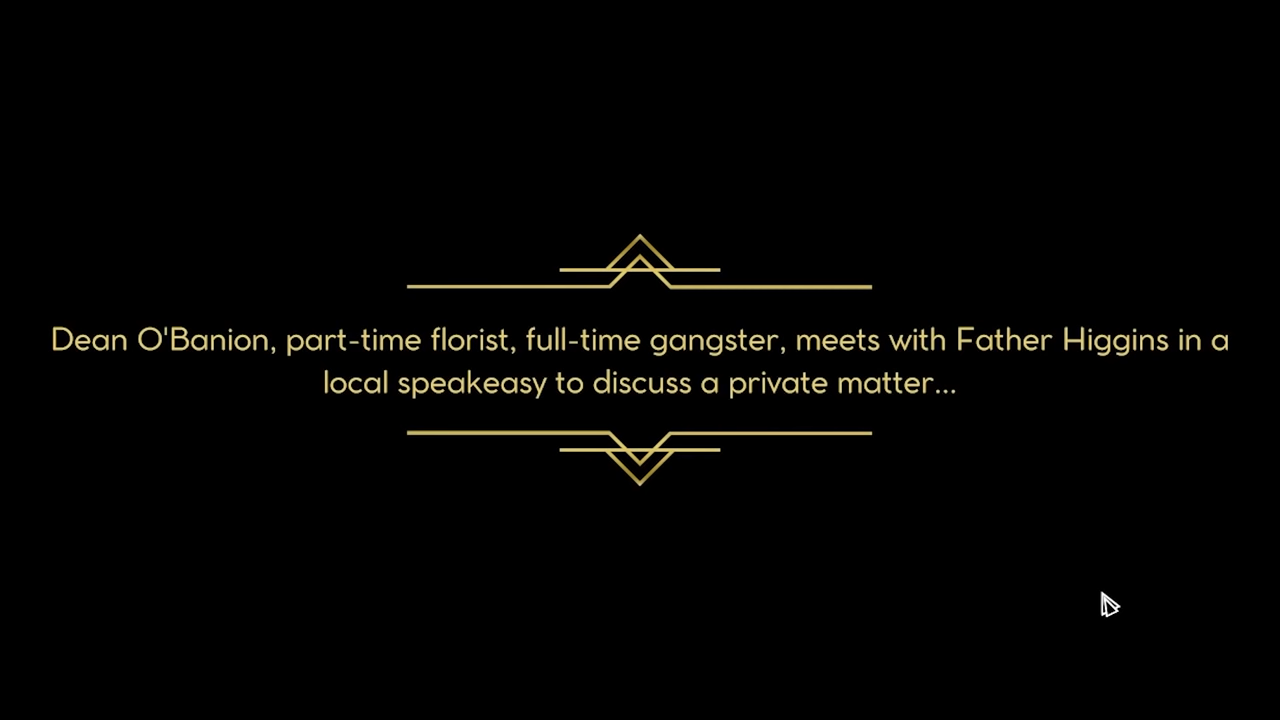 Dean O'Banion, part-time florist, full-time gangster, meets with Father Higgins in a
local speakeasy to discuss a private matter...